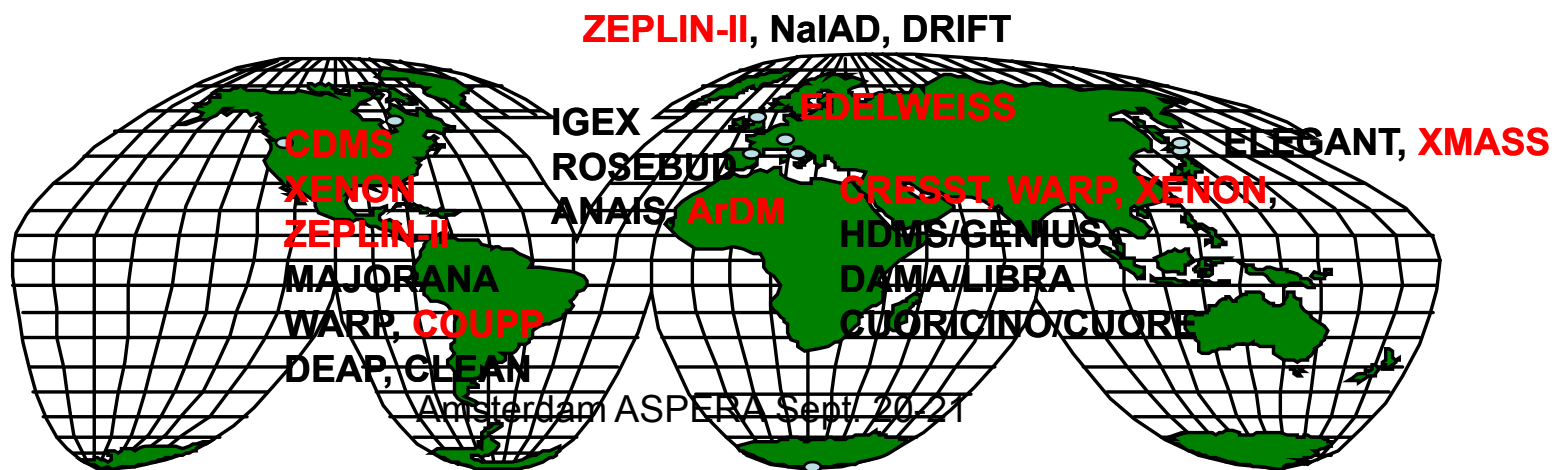 ZEPLIN-II, NaIAD, DRIFT
IGEX
ROSEBUD
ANAIS, ArDM
EDELWEISS
ELEGANT, XMASS
CDMS
XENON
ZEPLIN-II
MAJORANA
WARP, COUPP
DEAP, CLEAN
CRESST, WARP, XENON,
HDMS/GENIUS
DAMA/LIBRA
CUORICINO/CUORE
Amsterdam ASPERA Sept. 20-21